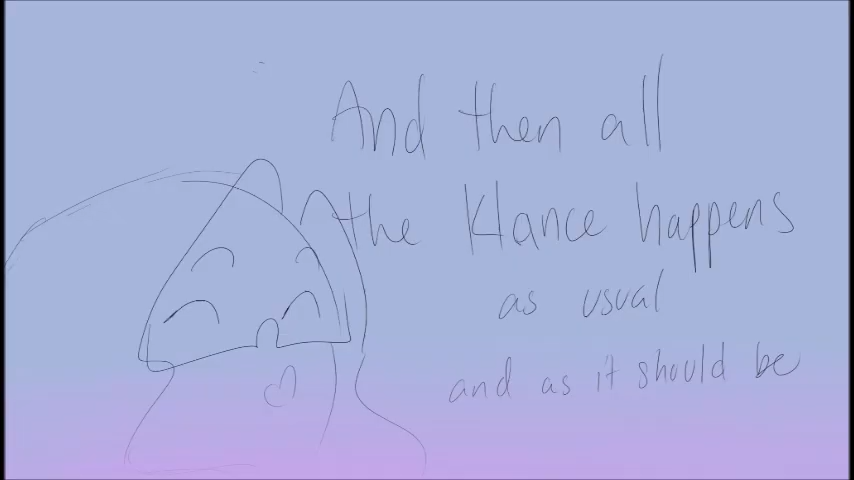 And then all
the Klance happens
as usual
and as it should be